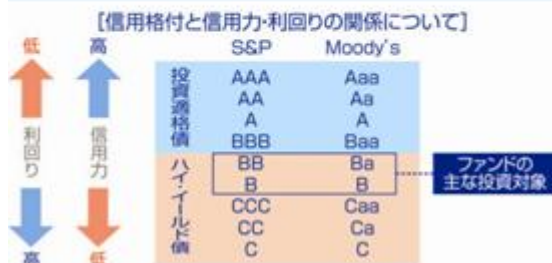 [信用格付と信用力・利回りの関係について]
低 高 S&P Moody's
投資適格債
AAA Aaa
AA Aa
A A
BBB Baa
利回り
信用力
ハイ・イールド債
BB Ba
B B
CCC Caa
CC Ca
C C
ファンドの
主な投資対象
高 低